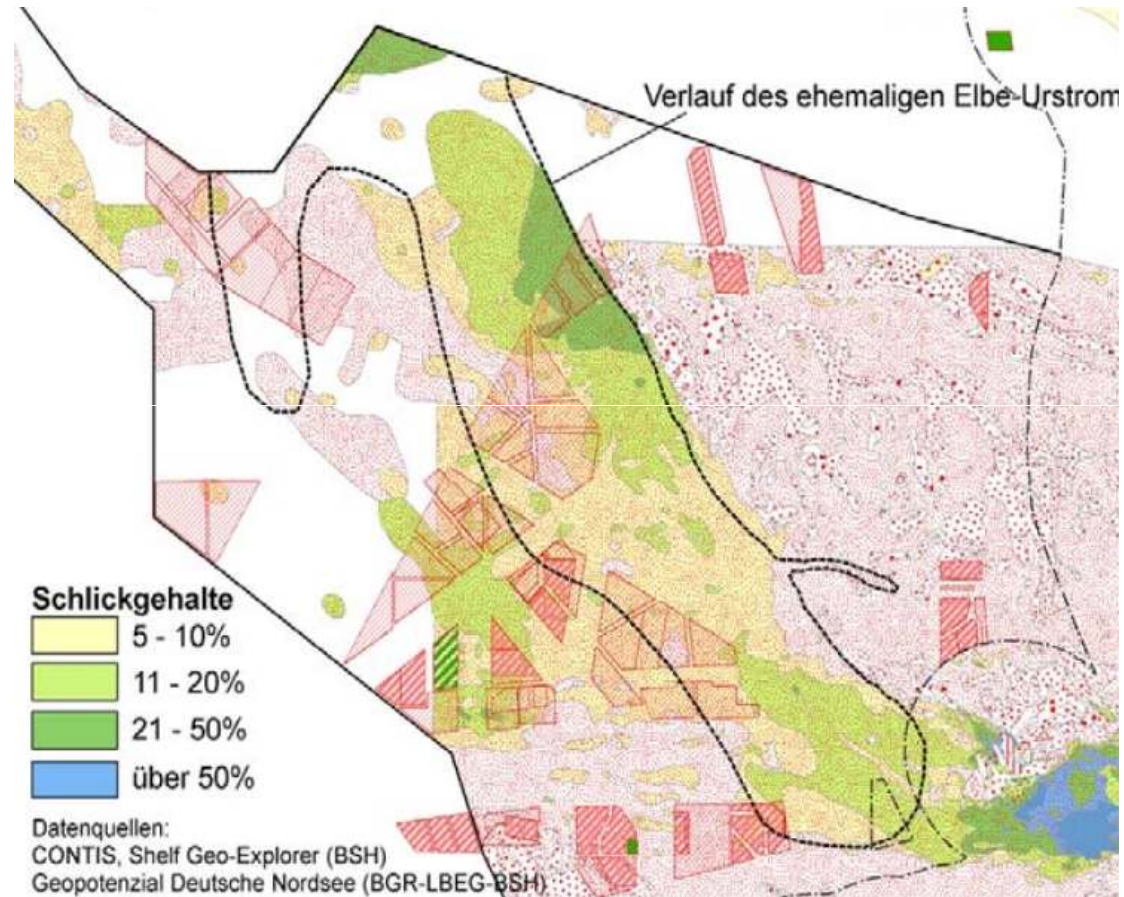 Verlauf des ehemaligen Elbe-Urstrom
Schlickgehalte
5 - 10%
11 - 20%
21 - 50%
über 50%
Datenquellen:
CONTIS, Shelf Geo-Explorer (BSH)
Geopotenzial Deutsche Nordsee (BGR-LBEG-BSH)